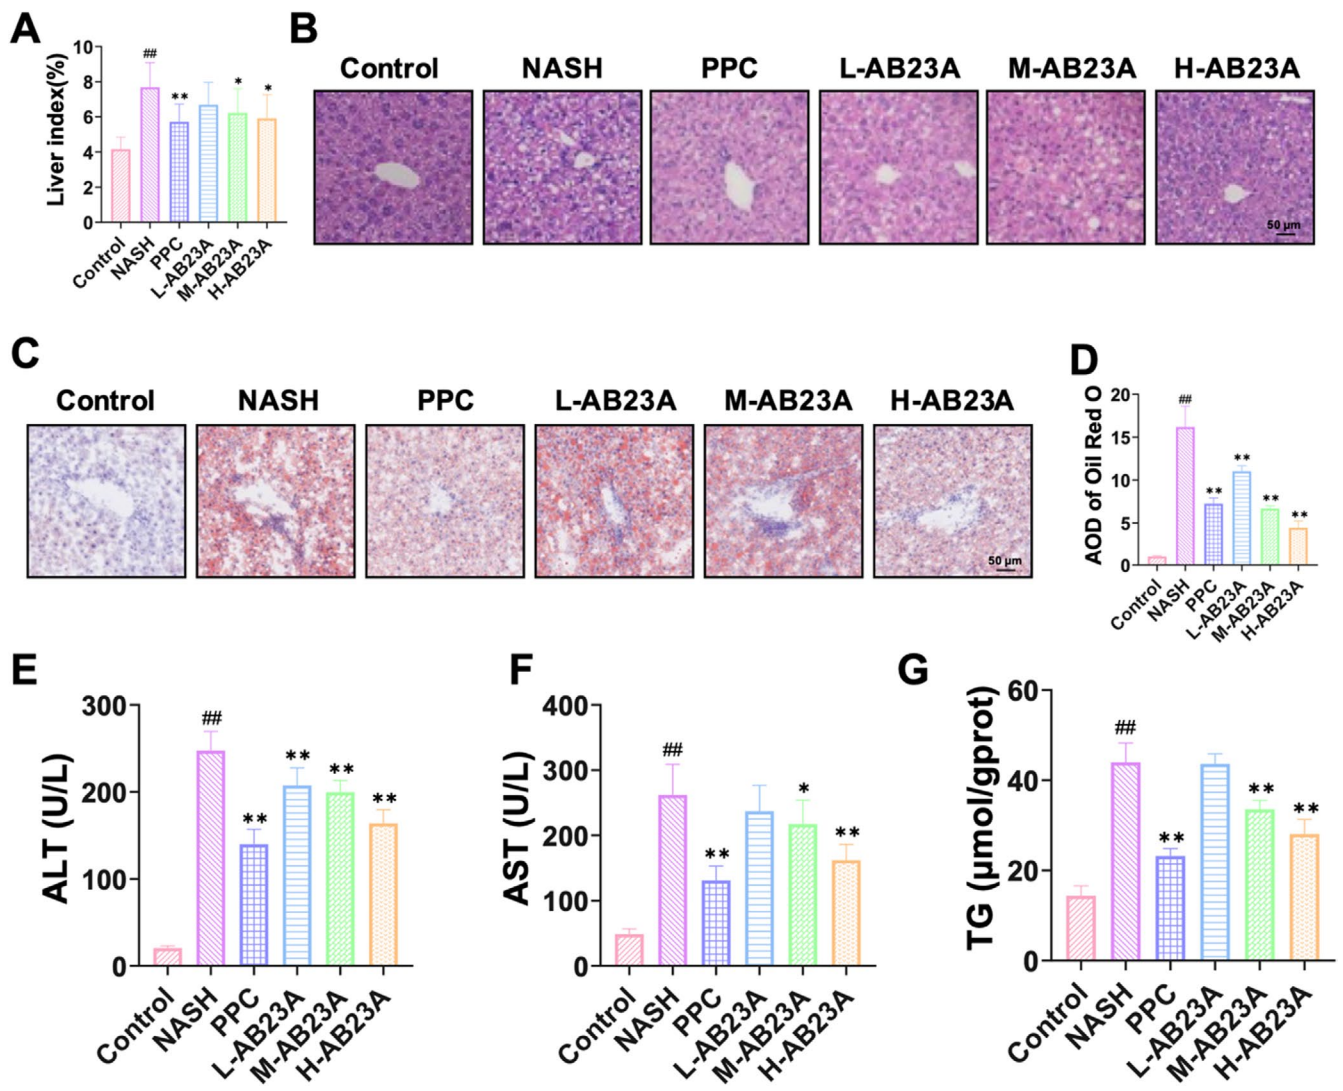 A
Liver index(%)
10
8
6
4
2
0
##
**
*
*
Control
NASH
PPC
L-AB23A
M-AB23A
H-AB23A
B
Control NASH PPC L-AB23A M-AB23A H-AB23A
50 µm
C
Control NASH PPC L-AB23A M-AB23A H-AB23A
50 µm
D
AOD of Oil Red O
20
15
10
5
0
##
**
**
**
**
Control
NASH
PPC
L-AB23A
M-AB23A
H-AB23A
E
ALT (U/L)
300
200
100
0
##
**
**
**
**
Control
NASH
PPC
L-AB23A
M-AB23A
H-AB23A
F
AST (U/L)
400
300
200
100
0
##
**
*
**
Control
NASH
PPC
L-AB23A
M-AB23A
H-AB23A
G
TG (µmol/gprot)
60
40
20
0
##
**
**
**
Control
NASH
PPC
L-AB23A
M-AB23A
H-AB23A